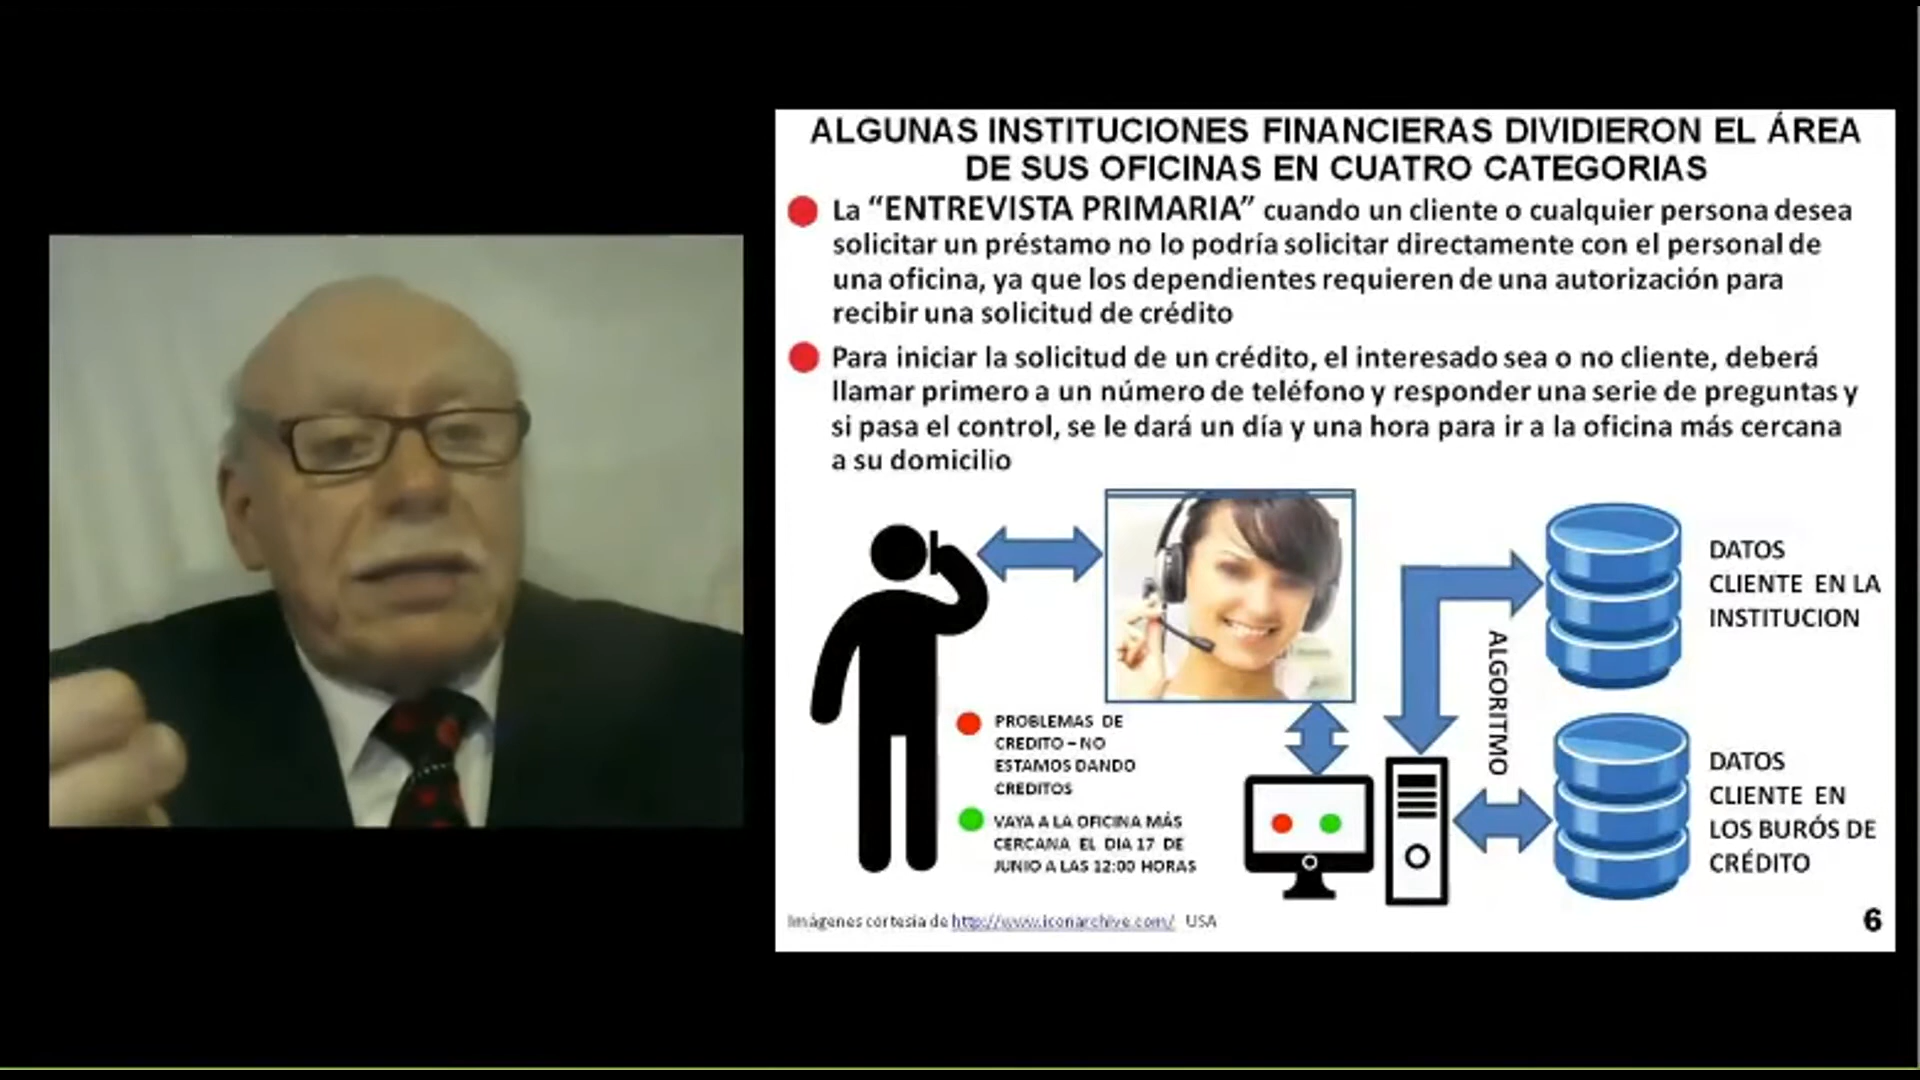 ALGUNAS INSTITUCIONES FINANCIERAS DIVIDIERON EL ÁREA
DE SUS OFICINAS EN CUATRO CATEGORIAS
La “ENTREVISTA PRIMARIA” cuando un cliente o cualquier persona desea
solicitar un préstamo no lo podría solicitar directamente con el personal de
una oficina, ya que los dependientes requieren de una autorización para
recibir una solicitud de crédito
Para iniciar la solicitud de un crédito, el interesado sea o no cliente, deberá
llamar primero a un número de teléfono y responder una serie de preguntas y
si pasa el control, se le dará un día y una hora para ir a la oficina más cercana
a su domicilio
DATOS
CLIENTE EN LA
INSTITUCION
ALGORITMO
PROBLEMAS DE
CREDITO – NO
ESTAMOS DANDO
CREDITOS
VAYA A LA OFICINA MÁS
CERCANA EL DIA 17 DE
JUNIO A LAS 12:00 HORAS
DATOS
CLIENTE EN
LOS BURÓS DE
CRÉDITO
Imágenes cortesía de http://www.iconarchive.com/ USA
6